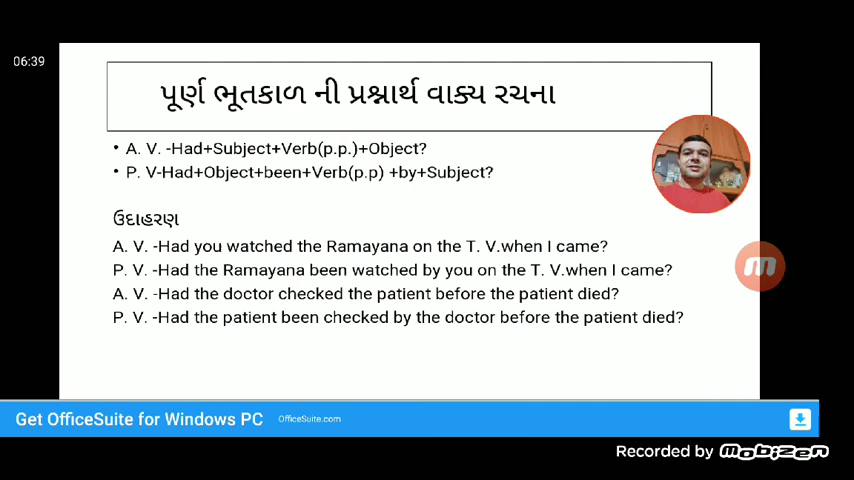 06:39
પૂર્ણ ભૂતકાળ ની પ્રશ્નાર્થ વાક્ય રચના
• A. V. -Had+Subject+Verb(p.p.)+Object?
• P. V-Had+Object+been+Verb(p.p) +by+Subject?
ઉદાહરણ
A. V. -Had you watched the Ramayana on the T. V.when I came?
P. V. -Had the Ramayana been watched by you on the T. V.when I came?
A. V. -Had the doctor checked the patient before the patient died?
P. V. -Had the patient been checked by the doctor before the patient died?
Get OfficeSuite for Windows PC OfficeSuite.com
Recorded by mobizen